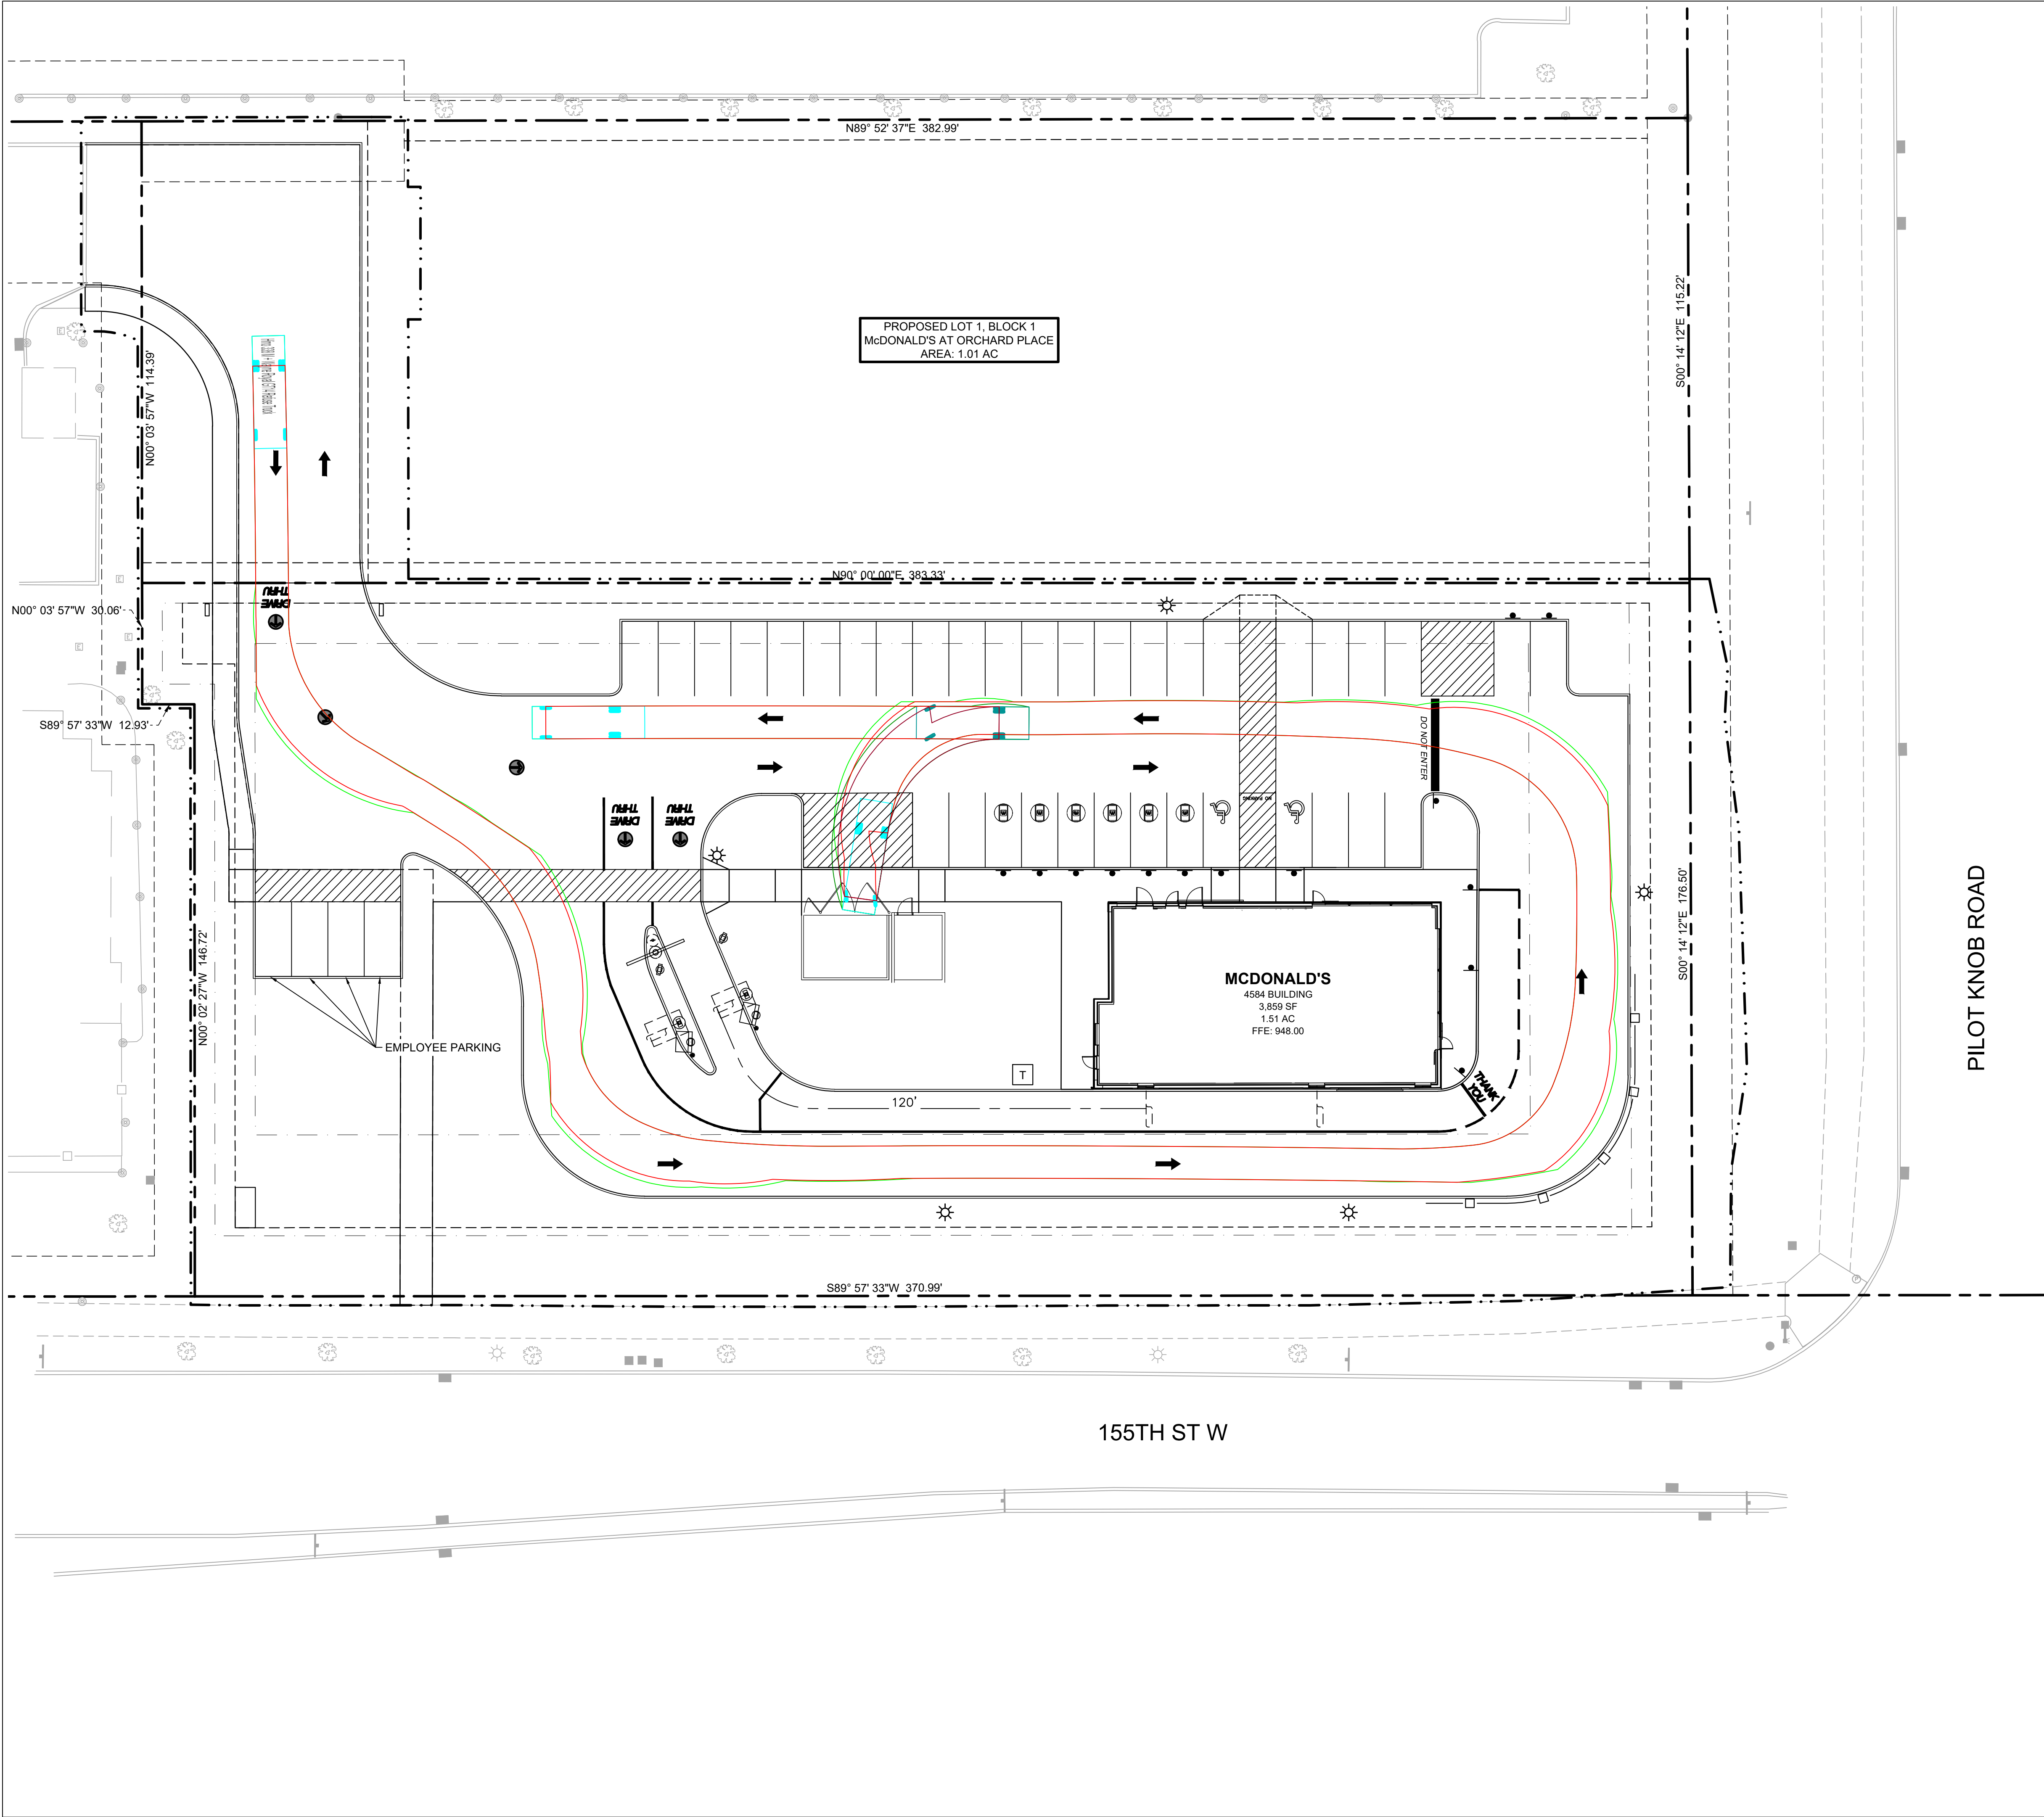 N89° 52' 37"E  382.99'
PROPOSED LOT 1, BLOCK 1
McDONALD'S AT ORCHARD PLACE
AREA: 1.01 AC
S00° 14' 12"E  115.22'
N00° 03' 57"W  114.39'
N90° 00' 00"E  383.33'
N00° 03' 57"W  30.06'
S89° 57' 33"W  12.93'
DRIVE
THRU
DO NOT ENTER
DRIVE
THRU
DRIVE
THRU
NO PARKING
S00° 14' 12"E  176.50'
PILOT KNOB ROAD
N00° 02' 27"W  146.72'
EMPLOYEE PARKING
MCDONALD'S
4584 BUILDING
3,859 SF
1.51 AC
FFE: 948.00
T
THANK
YOU
120'
S89° 57' 33"W  370.99'
155TH ST W